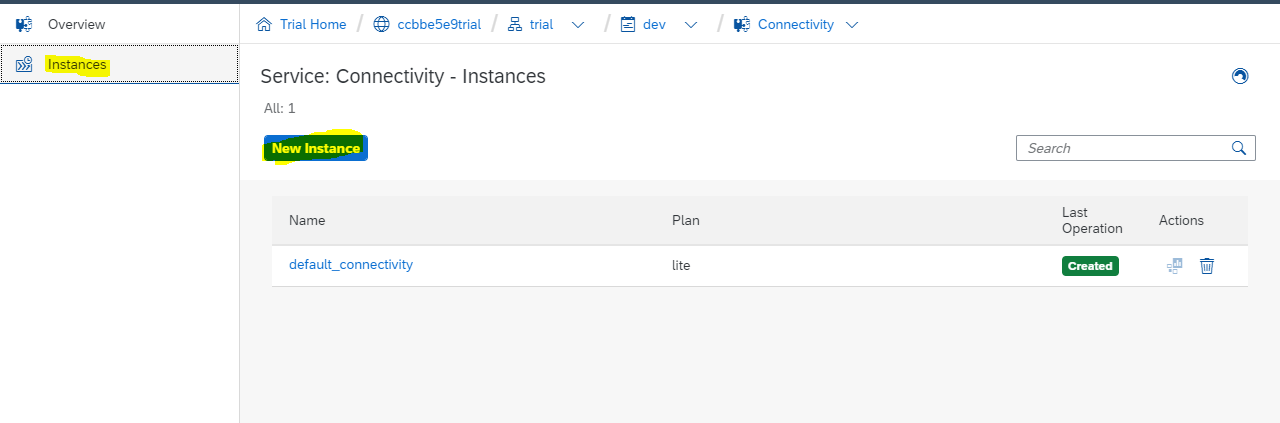 Overview
Instances
Trial Home / ccbbe5e9trial / trial / dev / Connectivity
Service: Connectivity - Instances
All: 1
New Instance
Search
Name Plan Last Operation Actions
default_connectivity lite Created